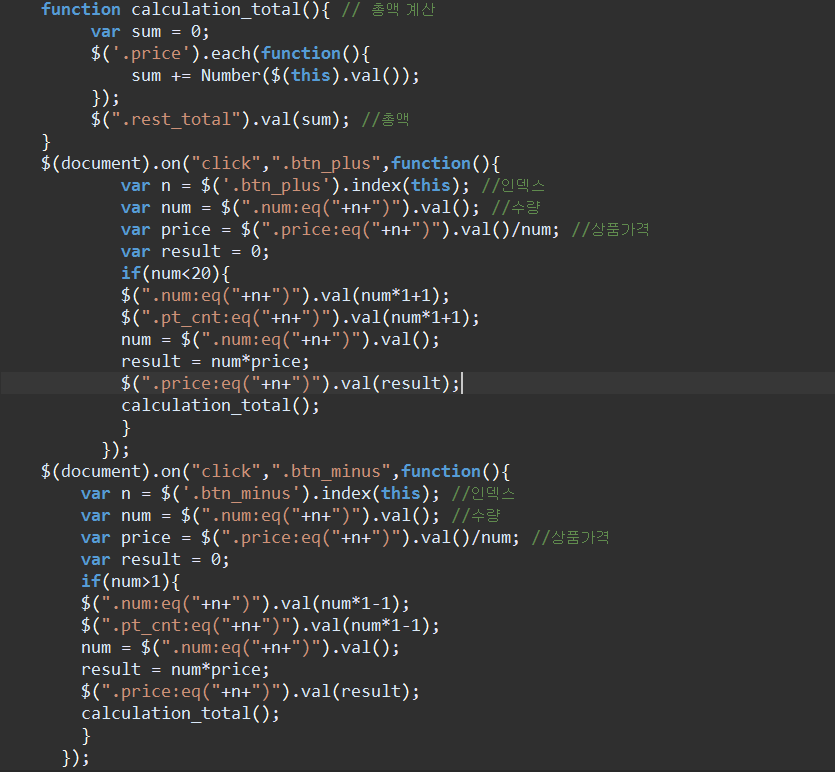 function calculation_total(){ // 총액 계산
var sum = 0;
$('.price').each(function(){
sum += Number($(this).val());
});
$(".rest_total").val(sum); //총액
}
$(document).on("click",".btn_plus",function(){
var n = $('.btn_plus').index(this); //인덱스
var num = $(".num:eq("+n+")").val(); //수량
var price = $(".price:eq("+n+")").val()/num; //상품가격
var result = 0;
if(num<20){
$(".num:eq("+n+")").val(num*1+1);
$(".pt_cnt:eq("+n+")").val(num*1+1);
num = $(".num:eq("+n+")").val();
result = num*price;
$(".price:eq("+n+")").val(result);
calculation_total();
}
});
$(document).on("click",".btn_minus",function(){
var n = $('.btn_minus').index(this); //인덱스
var num = $(".num:eq("+n+")").val(); //수량
var price = $(".price:eq("+n+")").val()/num; //상품가격
var result = 0;
if(num>1){
$(".num:eq("+n+")").val(num*1-1);
$(".pt_cnt:eq("+n+")").val(num*1-1);
num = $(".num:eq("+n+")").val();
result = num*price;
$(".price:eq("+n+")").val(result);
calculation_total();
}
});